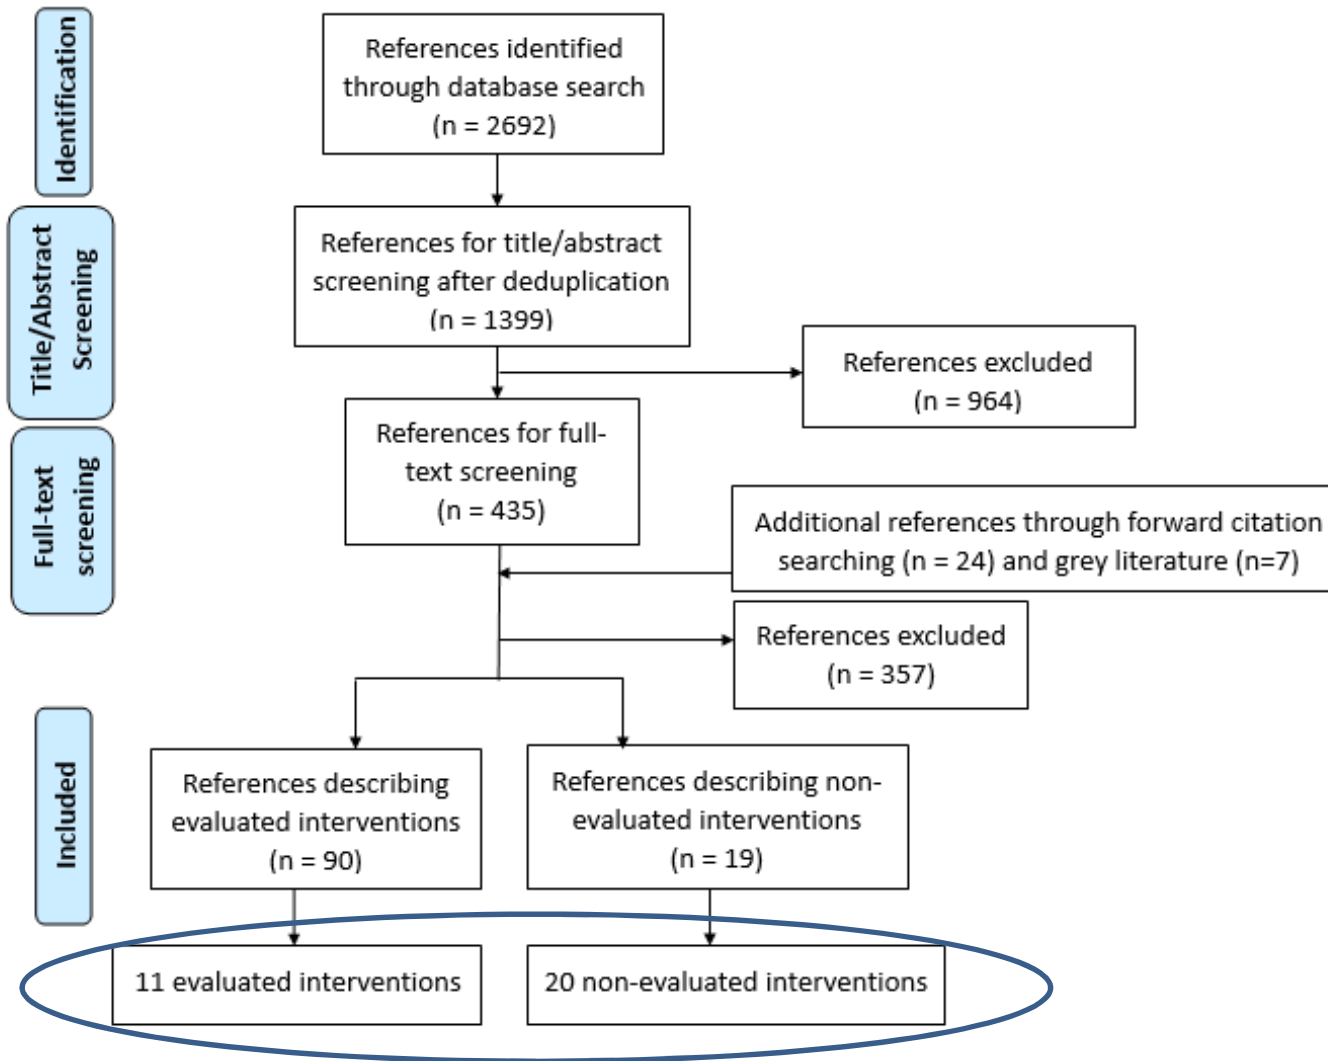 Identification
References identified
through database search
(n = 2692)
Title/Abstract
Screening
References for title/abstract
screening after deduplication
(n = 1399)
References excluded
(n = 964)
Full-text
screening
References for full-
text screening
(n = 435)
Additional references through forward citation
searching (n = 24) and grey literature (n=7)
References excluded
(n = 357)
Included
References describing
evaluated interventions
(n = 90)
References describing non-
evaluated interventions
(n = 19)
11 evaluated interventions
20 non-evaluated interventions